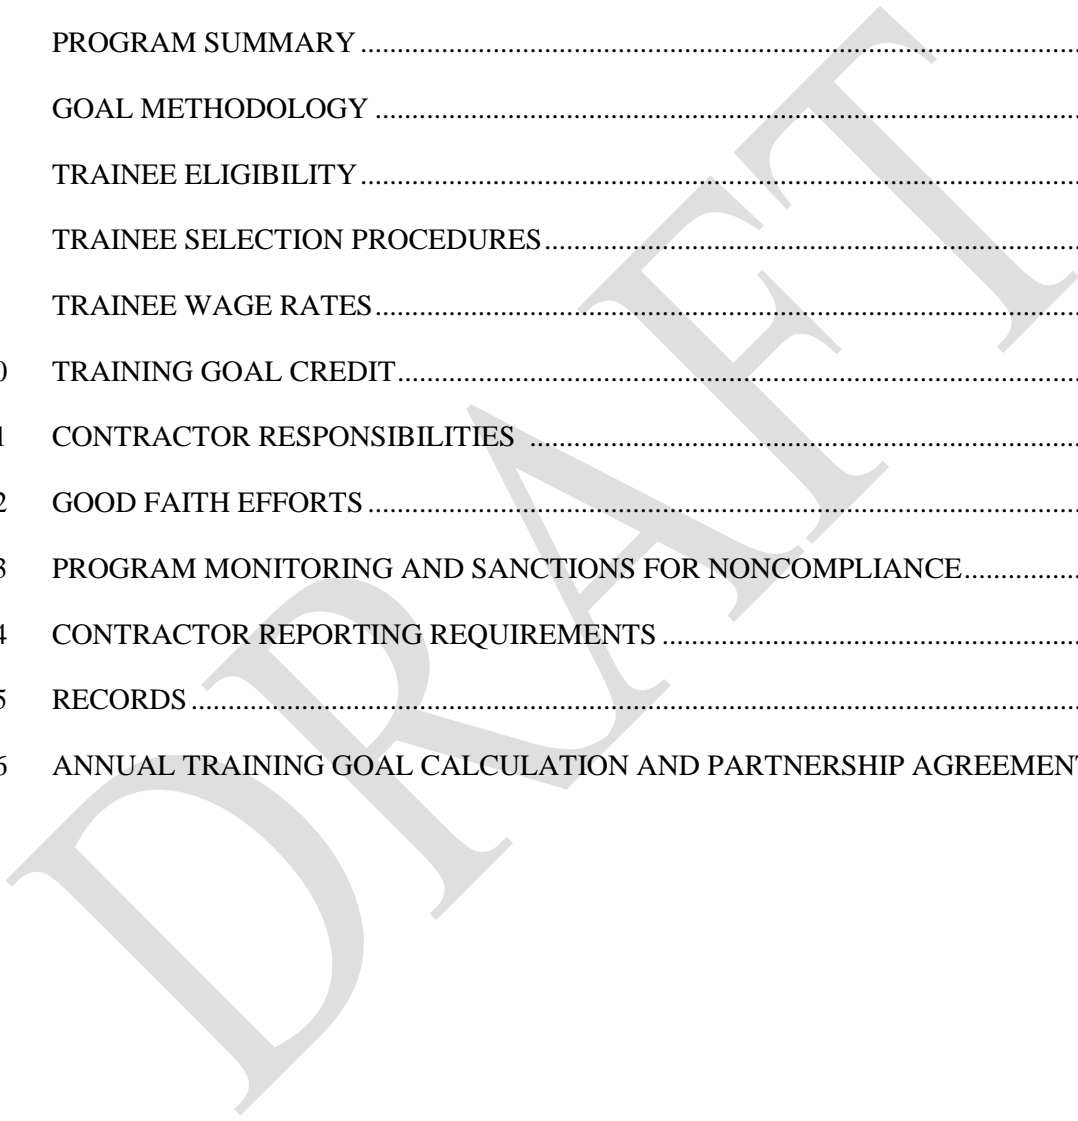 PROGRAM SUMMARY ........................................................................................................
GOAL METHODOLOGY ......................................................................................................
TRAINEE ELIGIBILITY ........................................................................................................
TRAINEE SELECTION PROCEDURES ...............................................................................
TRAINEE WAGE RATES ......................................................................................................
0 TRAINING GOAL CREDIT ...................................................................................................
1 CONTRACTOR RESPONSIBILITIES .................................................................................
2 GOOD FAITH EFFORTS .......................................................................................................
3 PROGRAM MONITORING AND SANCTIONS FOR NONCOMPLIANCE ......................
4 CONTRACTOR REPORTING REQUIREMENTS ...............................................................
5 RECORDS ...............................................................................................................................
6 ANNUAL TRAINING GOAL CALCULATION AND PARTNERSHIP AGREEMENT
DRAFT